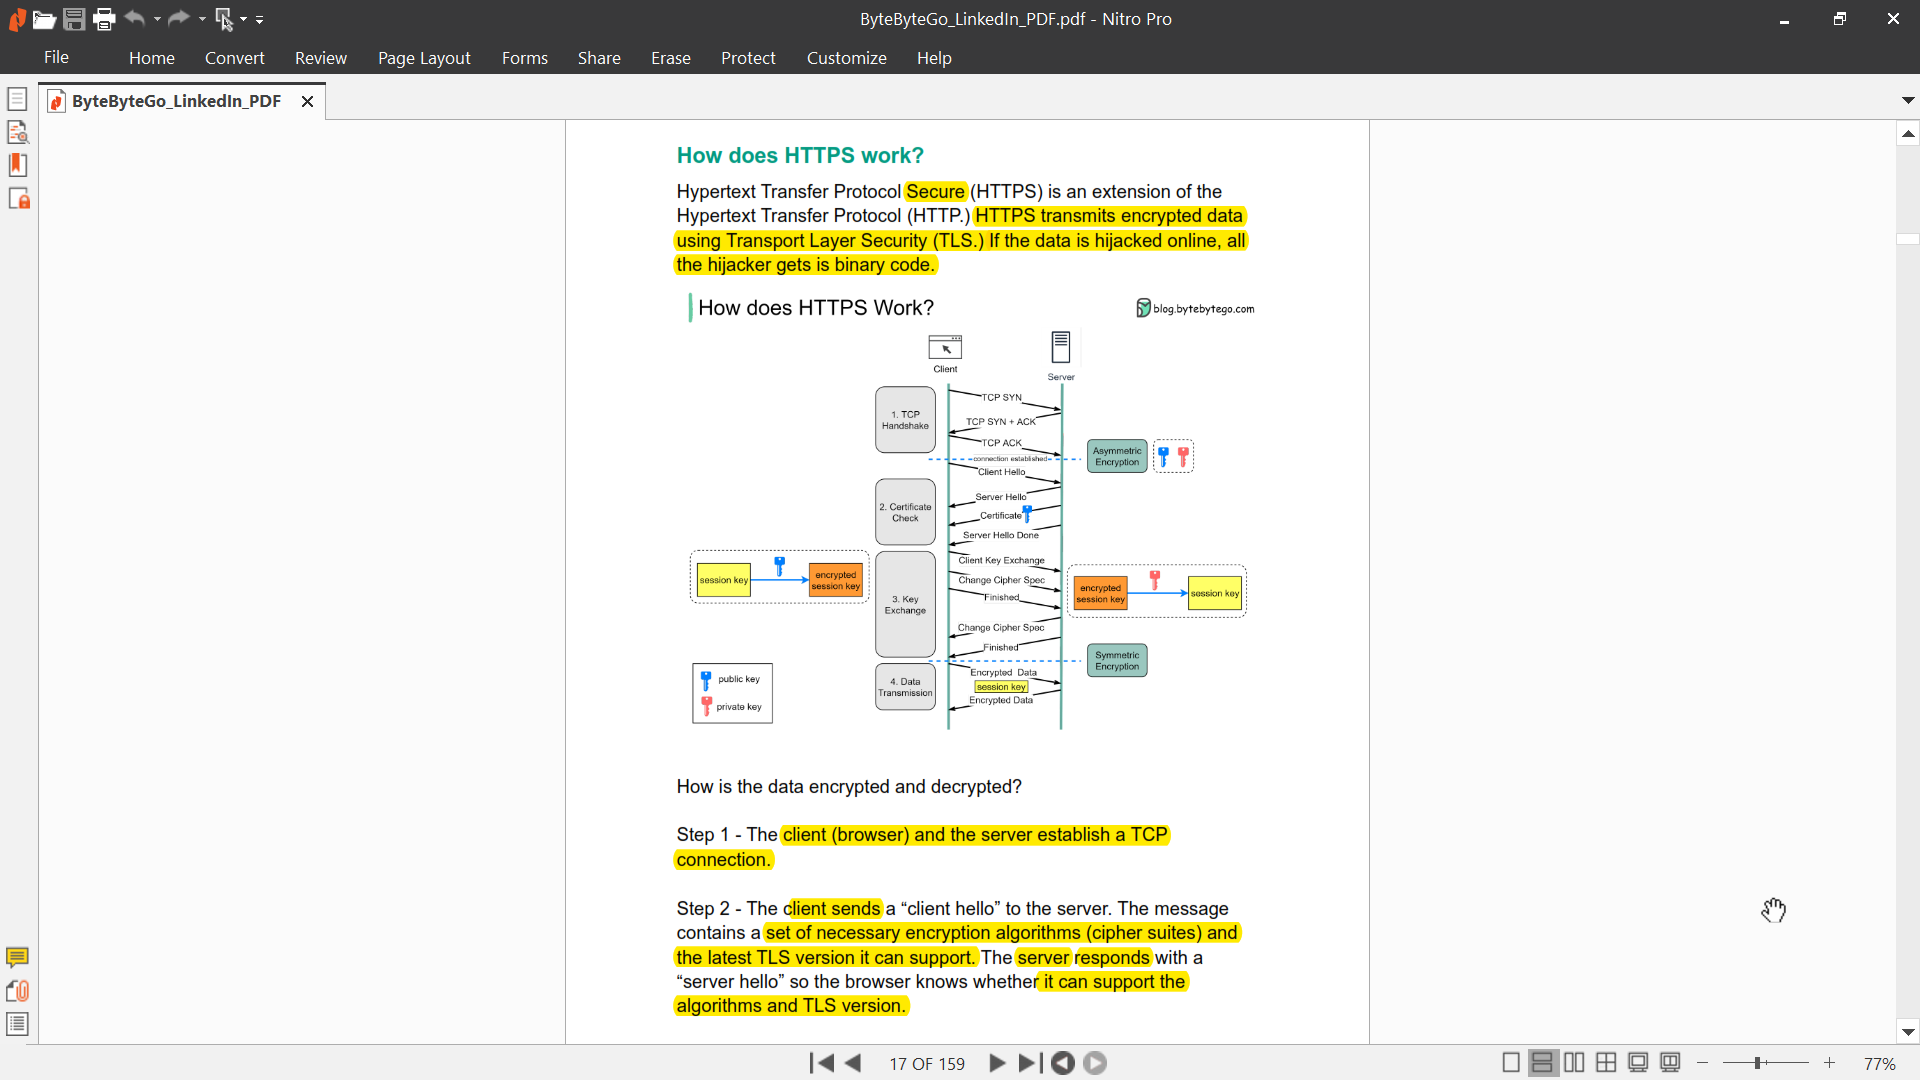 ByteByteGo_LinkedIn_PDF.pdf - Nitro Pro
File Home Convert Review Page Layout Forms Share Erase Protect Customize Help
ByteByteGo_LinkedIn_PDF
How does HTTPS work?
Hypertext Transfer Protocol Secure (HTTPS) is an extension of the
Hypertext Transfer Protocol (HTTP.) HTTPS transmits encrypted data
using Transport Layer Security (TLS.) If the data is hijacked online, all
the hijacker gets is binary code.
How does HTTPS Work?
blog.bytebytego.com
Client
Server
1. TCP
Handshake
TCP SYN
TCP SYN + ACK
TCP ACK
connection established
Asymmetric
Encryption
Client Hello
2. Certificate
Check
Server Hello
Certificate
Server Hello Done
session key
encrypted
session key
3. Key
Exchange
Client Key Exchange
Change Cipher Spec
Finished
encrypted
session key
session key
Change Cipher Spec
Finished
Symmetric
Encryption
public key
private key
4. Data
Transmission
Encrypted Data
session key
Encrypted Data
How is the data encrypted and decrypted?
Step 1 - The client (browser) and the server establish a TCP
connection.
Step 2 - The client sends a “client hello” to the server. The message
contains a set of necessary encryption algorithms (cipher suites) and
the latest TLS version it can support. The server responds with a
“server hello” so the browser knows whether it can support the
algorithms and TLS version.
17 OF 159
77%